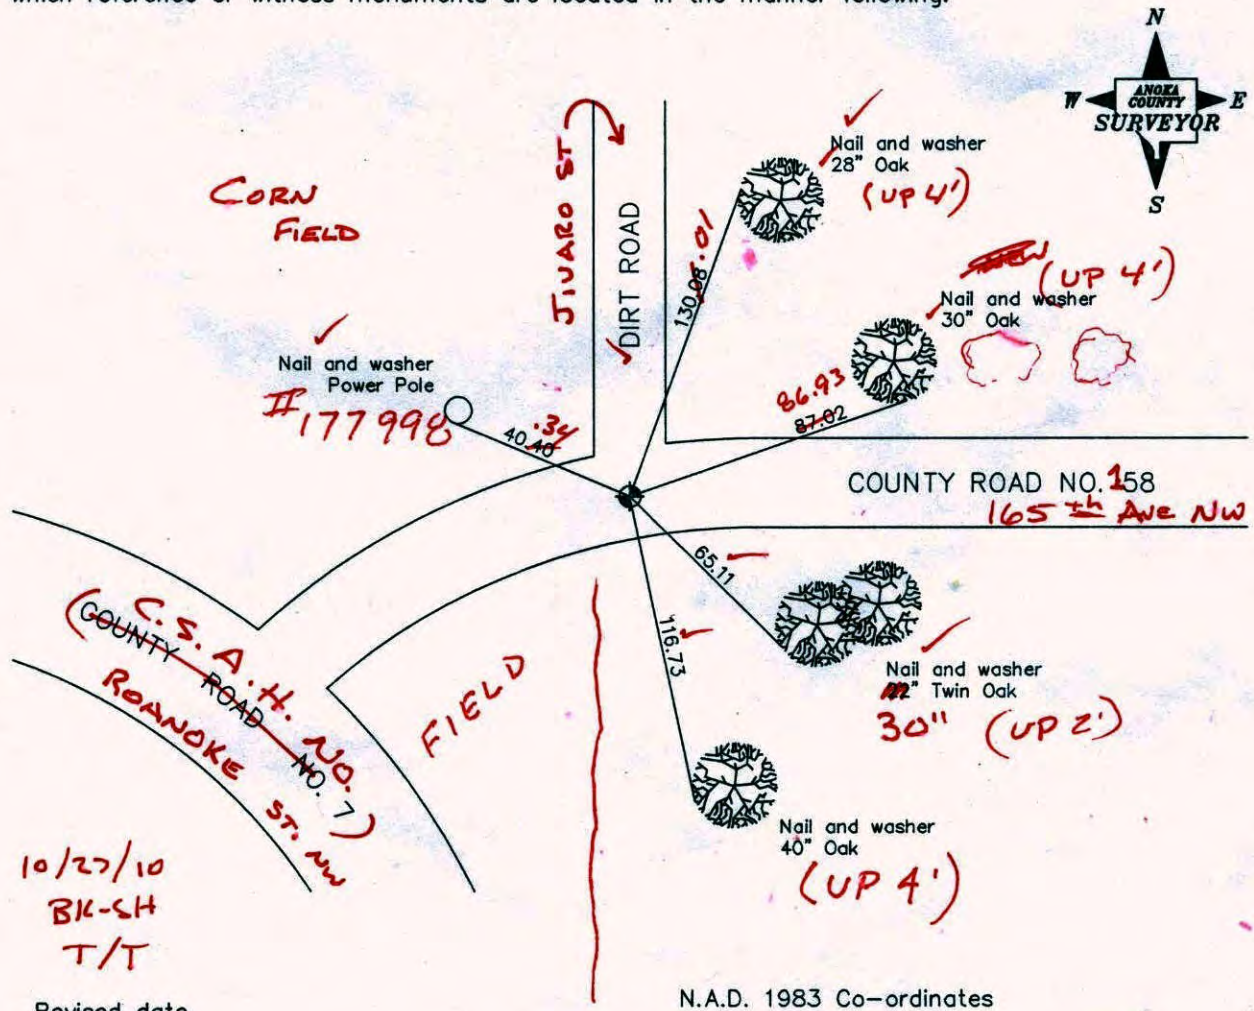 which reference or witness monuments are located in the manner following:
N
W
ANOKA
COUNTY
SURVEYOR
E
S
CORN
FIELD
JIVARO ST
DIRT ROAD
Nail and washer
28" Oak
(UP 4')
130.08
.01
(UP 4')
Nail and washer
30" Oak
86.93
87.02
Nail and washer
Power Pole
# 177998
40.40
.34
COUNTY ROAD NO. 158
165th AVE NW
65.11
116.73
Nail and washer
22" Twin Oak
30" (UP 2')
(C.S.A.H. NO.
COUNTY ROAD NO. 7)
ROANOKE ST. NW
FIELD
Nail and washer
40" Oak
(UP 4')
10/27/10
BK-SH
T/T
Revised date
N.A.D. 1983 Co-ordinates